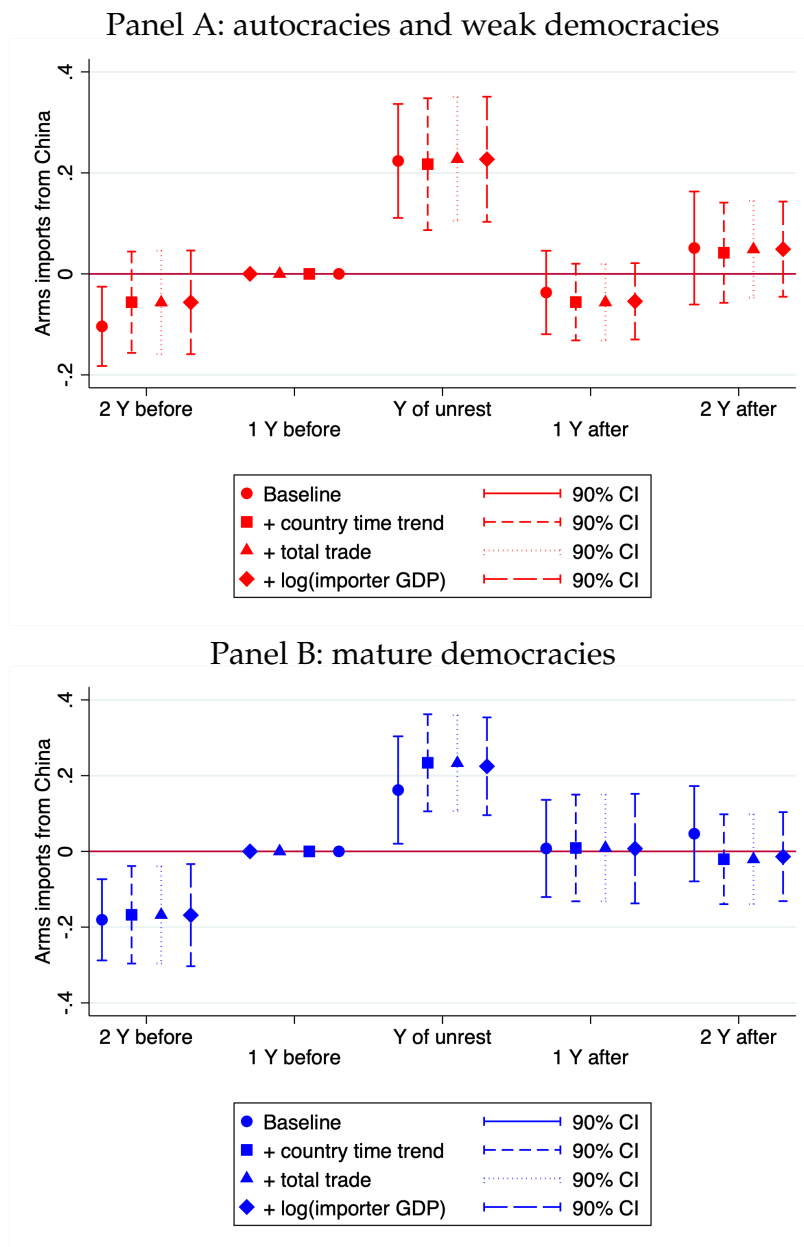 Panel A: autocracies and weak democracies
Arms imports from China
.4
.2
0
-.2
2 Y before
1 Y before
Y of unrest
1 Y after
2 Y after
Baseline 90% CI
+ country time trend 90% CI
+ total trade 90% CI
+ log(importer GDP) 90% CI
Panel B: mature democracies
Arms imports from China
.4
.2
0
-.2
-.4
2 Y before
1 Y before
Y of unrest
1 Y after
2 Y after
Baseline 90% CI
+ country time trend 90% CI
+ total trade 90% CI
+ log(importer GDP) 90% CI